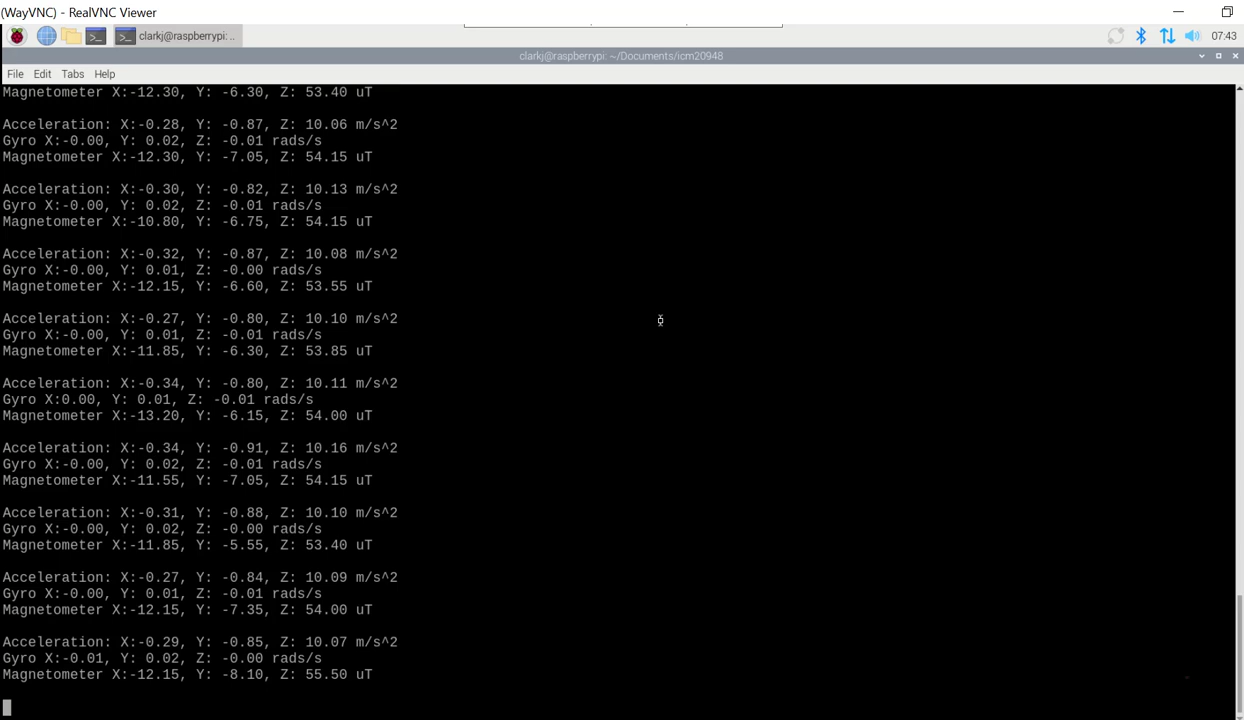 (WayVNC) - RealVNC Viewer
clarkj@raspberrypi: ..
07:43
clarkj@raspberrypi: ~/Documents/icm20948
File Edit Tabs Help
Magnetometer X:-12.30, Y: -6.30, Z: 53.40 uT
Acceleration: X:-0.28, Y: -0.87, Z: 10.06 m/s^2
Gyro X:-0.00, Y: 0.02, Z: -0.01 rads/s
Magnetometer X:-12.30, Y: -7.05, Z: 54.15 uT
Acceleration: X:-0.30, Y: -0.82, Z: 10.13 m/s^2
Gyro X:-0.00, Y: 0.02, Z: -0.01 rads/s
Magnetometer X:-10.80, Y: -6.75, Z: 54.15 uT
Acceleration: X:-0.32, Y: -0.87, Z: 10.08 m/s^2
Gyro X:-0.00, Y: 0.01, Z: -0.00 rads/s
Magnetometer X:-12.15, Y: -6.60, Z: 53.55 uT
Acceleration: X:-0.27, Y: -0.80, Z: 10.10 m/s^2
Gyro X:-0.00, Y: 0.01, Z: -0.01 rads/s
Magnetometer X:-11.85, Y: -6.30, Z: 53.85 uT
Acceleration: X:-0.34, Y: -0.80, Z: 10.11 m/s^2
Gyro X:0.00, Y: 0.01, Z: -0.01 rads/s
Magnetometer X:-13.20, Y: -6.15, Z: 54.00 uT
Acceleration: X:-0.34, Y: -0.91, Z: 10.16 m/s^2
Gyro X:-0.00, Y: 0.02, Z: -0.01 rads/s
Magnetometer X:-11.55, Y: -7.05, Z: 54.15 uT
Acceleration: X:-0.31, Y: -0.88, Z: 10.10 m/s^2
Gyro X:-0.00, Y: 0.02, Z: -0.00 rads/s
Magnetometer X:-11.85, Y: -5.55, Z: 53.40 uT
Acceleration: X:-0.27, Y: -0.84, Z: 10.09 m/s^2
Gyro X:-0.00, Y: 0.01, Z: -0.01 rads/s
Magnetometer X:-12.15, Y: -7.35, Z: 54.00 uT
Acceleration: X:-0.29, Y: -0.85, Z: 10.07 m/s^2
Gyro X:-0.01, Y: 0.02, Z: -0.00 rads/s
Magnetometer X:-12.15, Y: -8.10, Z: 55.50 uT